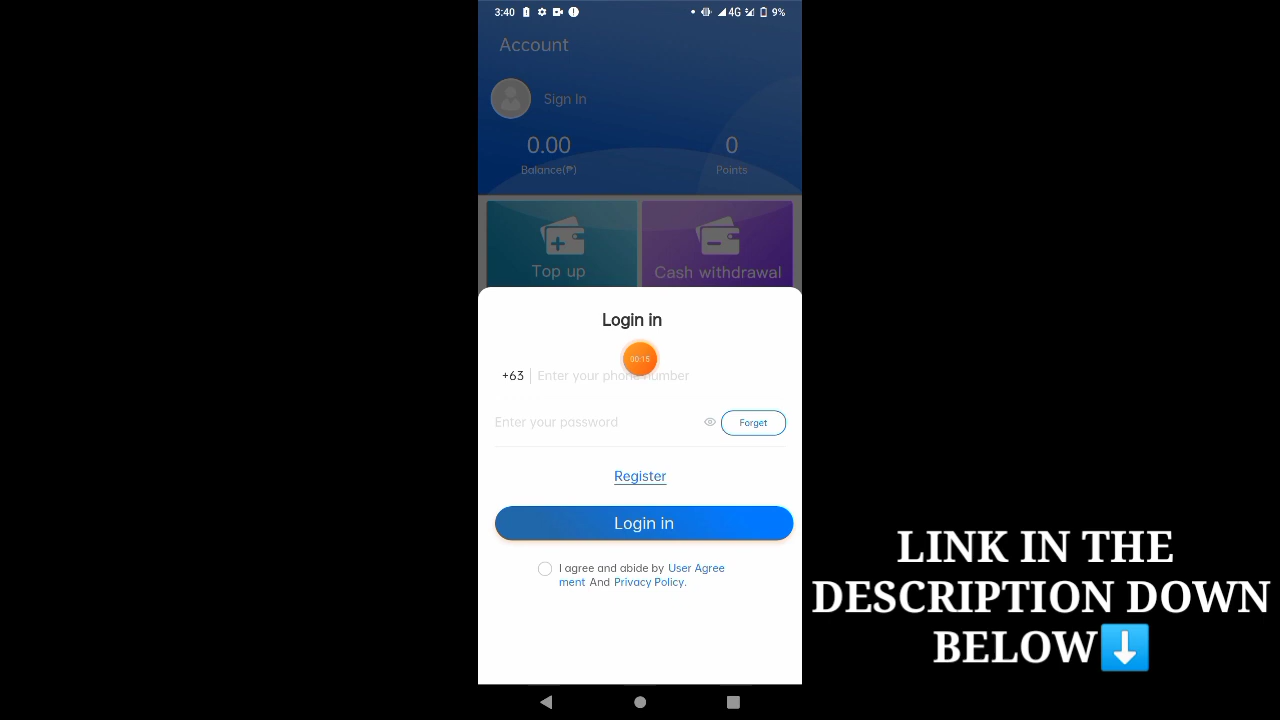 3:40
4G
9%
Account
Sign In
0.00
0
Balance(₱)
Points
Top up
Cash withdrawal
Login in
00:15
+63
Enter your phone number
Enter your password
Forget
Register
Login in
I agree and abide by User Agree
ment And Privacy Policy.
LINK IN THE
DESCRIPTION DOWN
BELOW⬇️